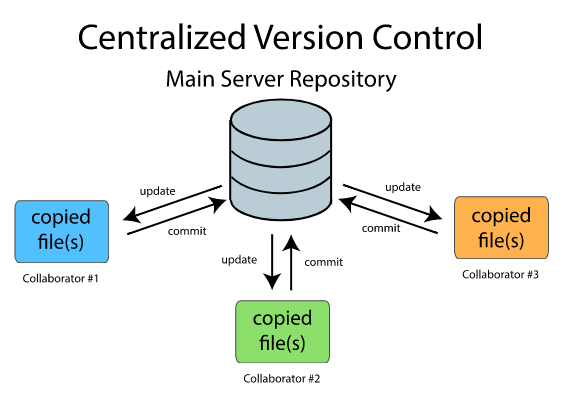 Centralized Version Control
Main Server Repository
update
commit
copied
file(s)
Collaborator #1
update
commit
copied
file(s)
Collaborator #2
update
commit
copied
file(s)
Collaborator #3